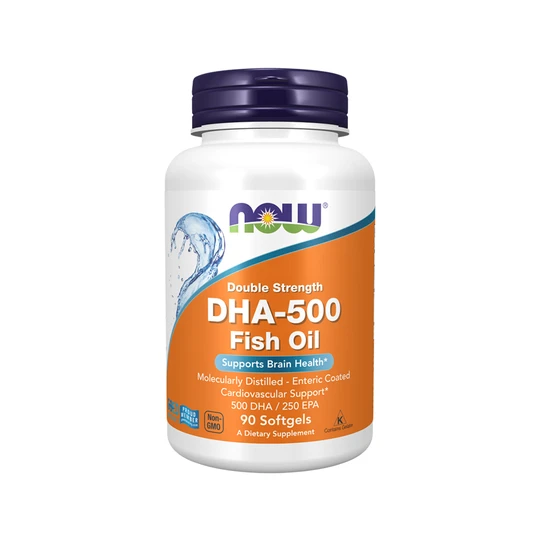 NOW®
Double Strength
DHA-500
Fish Oil
Supports Brain Health*
Molecularly Distilled - Enteric Coated
Cardiovascular Support*
500 DHA / 250 EPA
90 Softgels
A Dietary Supplement
Non-
GMO
K